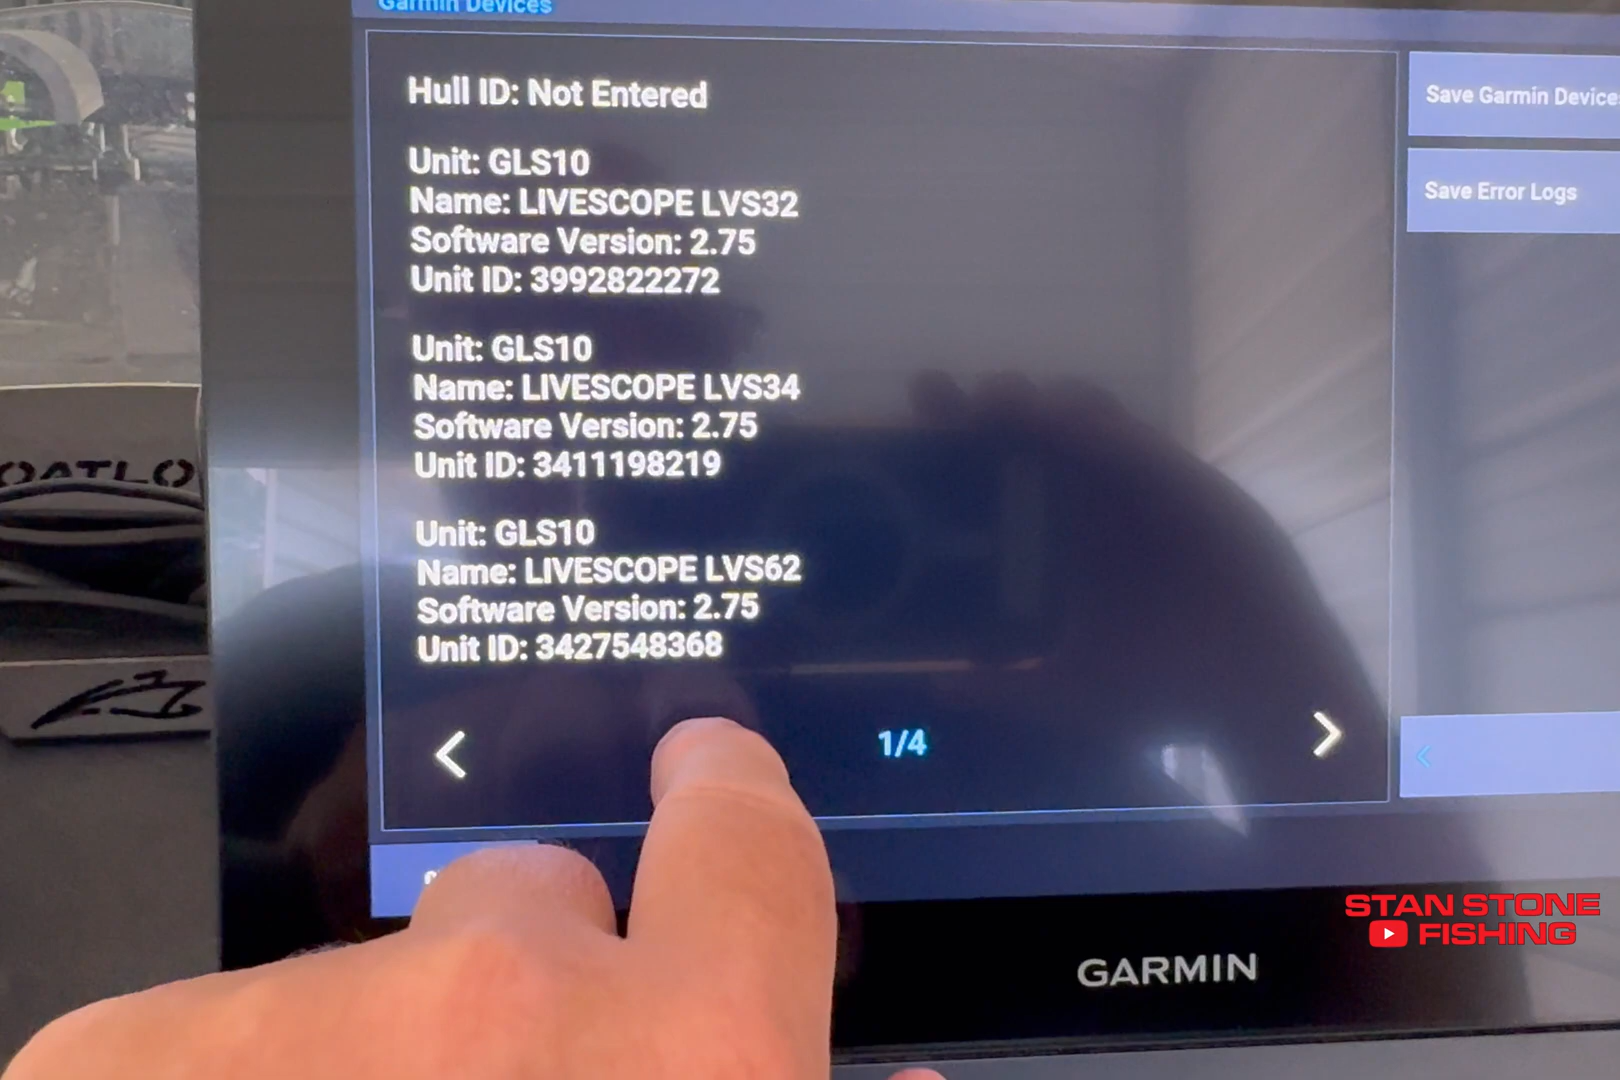 Garmin Devices
Hull ID: Not Entered
Unit: GLS10
Name: LIVESCOPE LVS32
Software Version: 2.75
Unit ID: 3992822272
Unit: GLS10
Name: LIVESCOPE LVS34
Software Version: 2.75
Unit ID: 3411198219
Unit: GLS10
Name: LIVESCOPE LVS62
Software Version: 2.75
Unit ID: 3427548368
1/4
Save Garmin Device
Save Error Logs
GARMIN
STAN STONE
FISHING